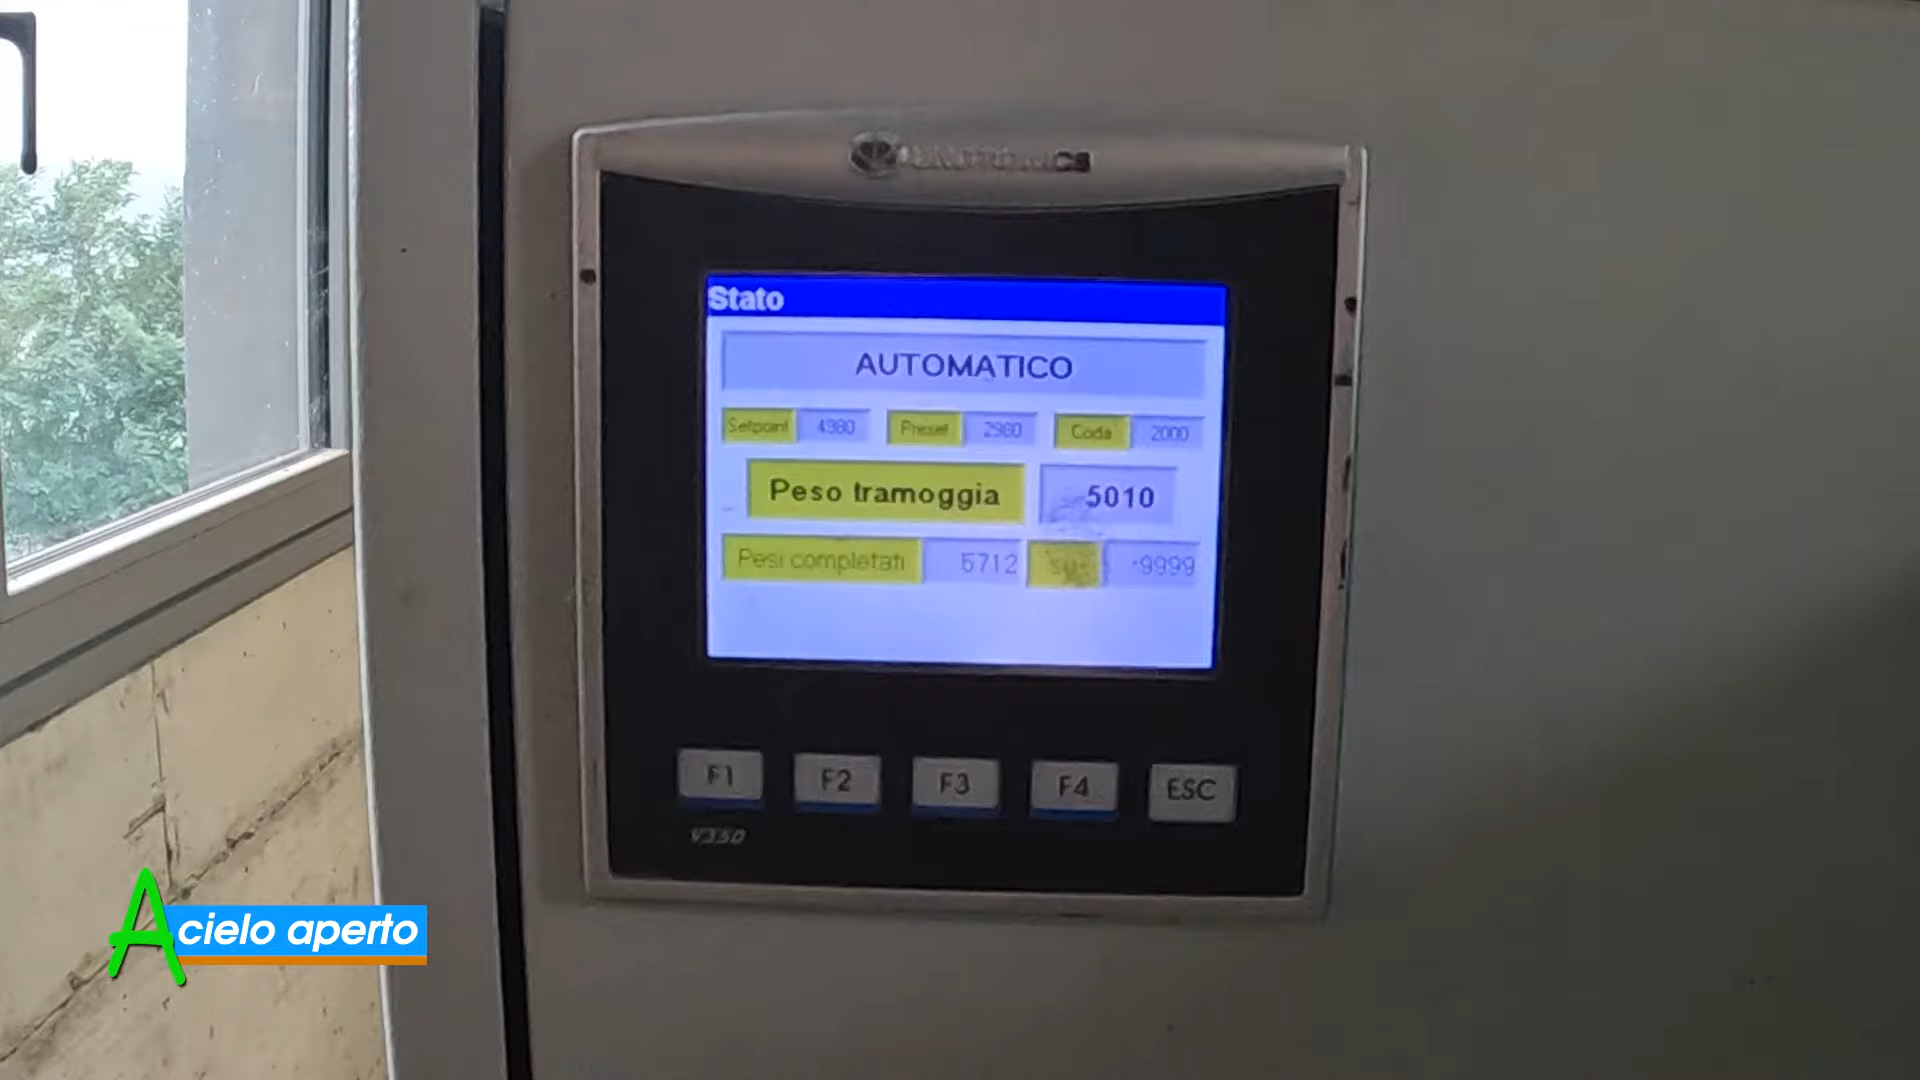 Stato
AUTOMATICO
Setpoint 4980 Preset 2980 Coda 2000
Peso tramoggia 5010
Pesi completati 5712 su 9999
F1 F2 F3 F4 ESC
V350
A cielo aperto